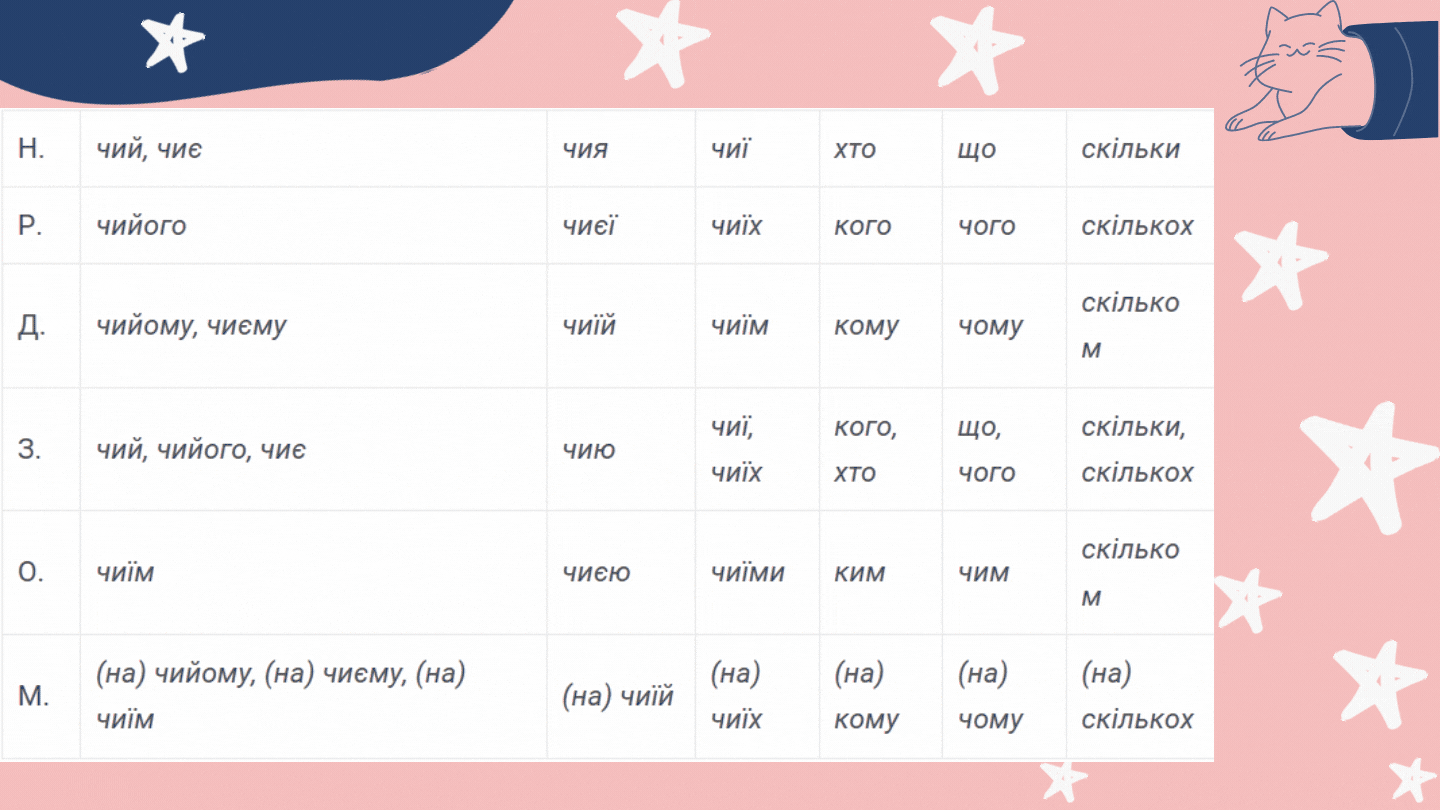 Н. чий, чиє чия чиї хто що скільки
Р. чийого чиєї чиїх кого чого скількох
Д. чийому, чиєму чиїй чиїм кому чому скілько
м
З. чий, чийого, чиє чию чиї, чиїх кого, хто що, чого скільки, скількох
О. чиїм чиєю чиїми ким чим скілько
м
М. (на) чийому, (на) чиєму, (на) чиїм (на) чиїй (на) чиїх (на) кому (на) чому (на) скількох